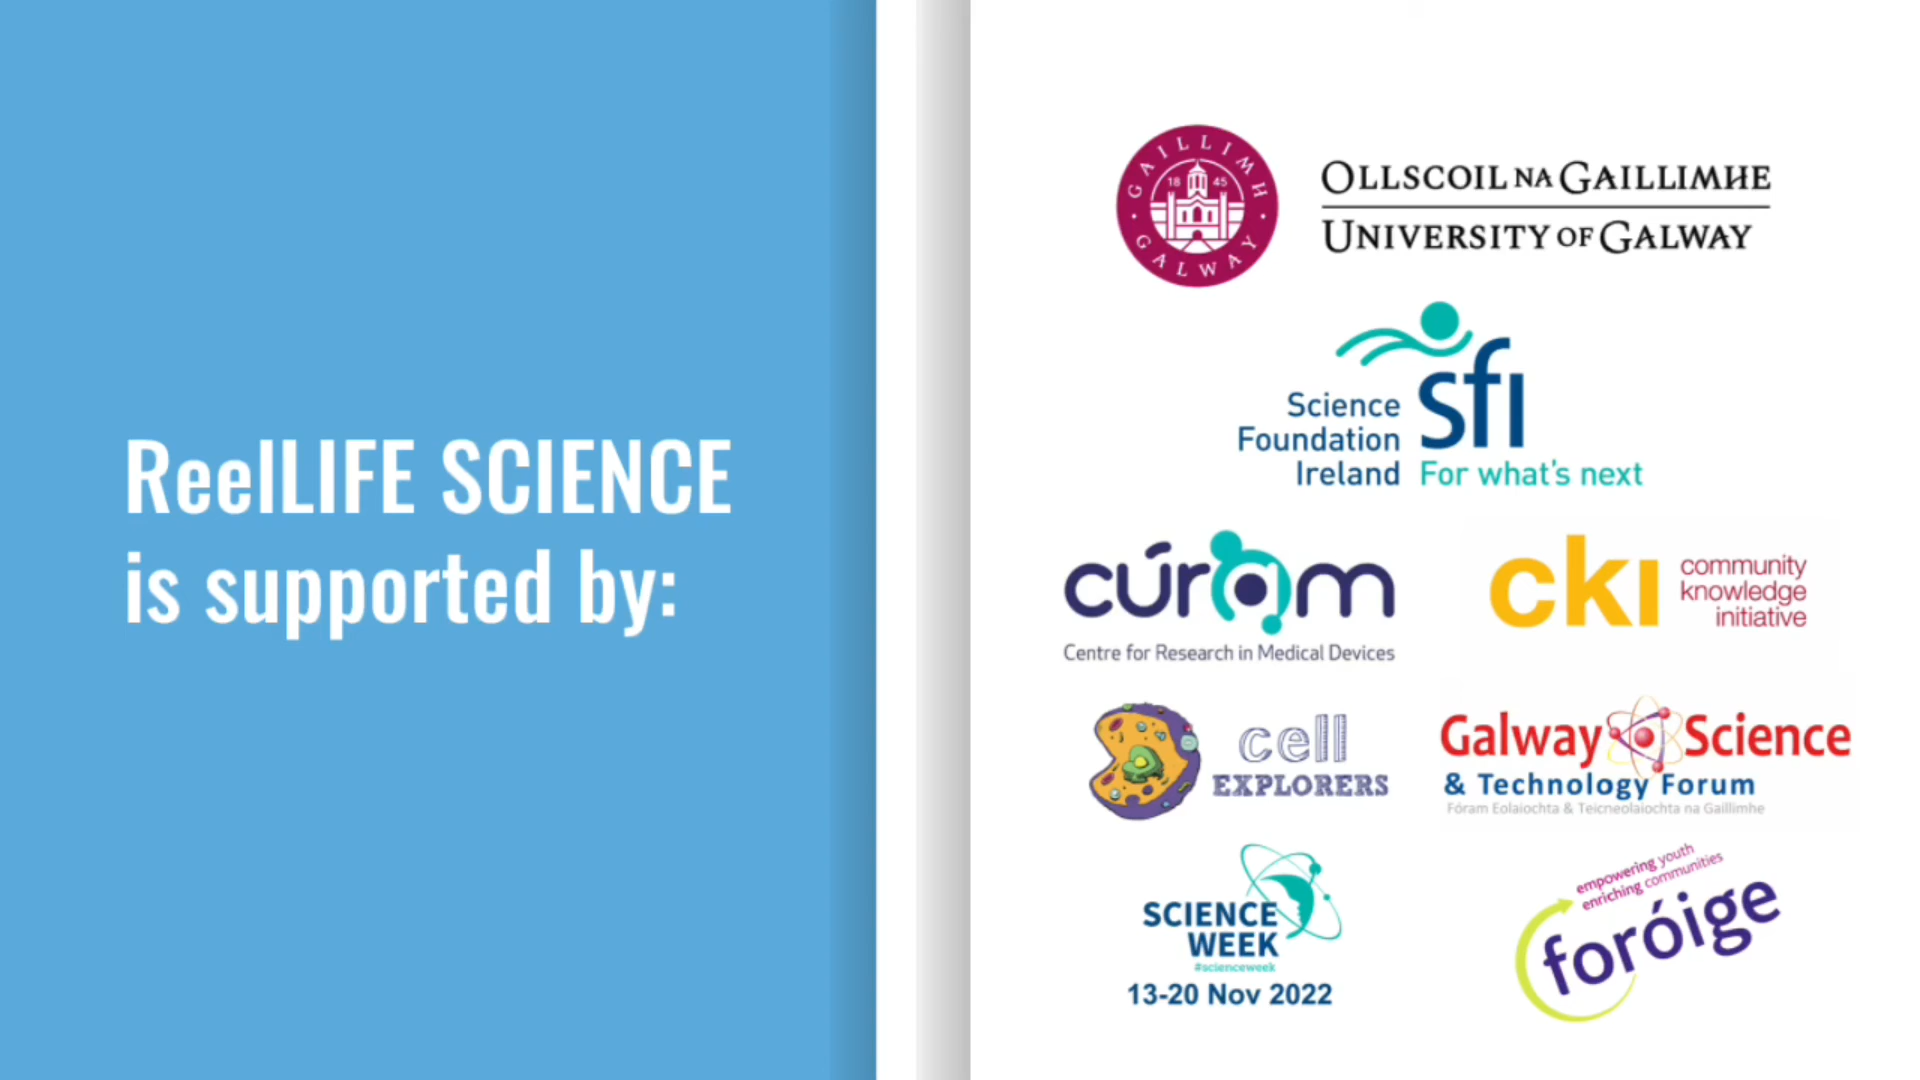 ReelLIFE SCIENCE
is supported by:
GAILLIMH
18 45
GALWAY
OLLSCOIL NA GAILLIMHE
UNIVERSITY OF GALWAY
sfi
Science
Foundation
Ireland
For what's next
cúram
Centre for Research in Medical Devices
cki
community
knowledge
initiative
cell
EXPLORERS
Galway Science
& Technology Forum
Fóram Eolaíochta & Teicneolaíochta na Gaillimhe
SCIENCE
WEEK
#scienceweek
13-20 Nov 2022
empowering youth
enriching communities
foróige